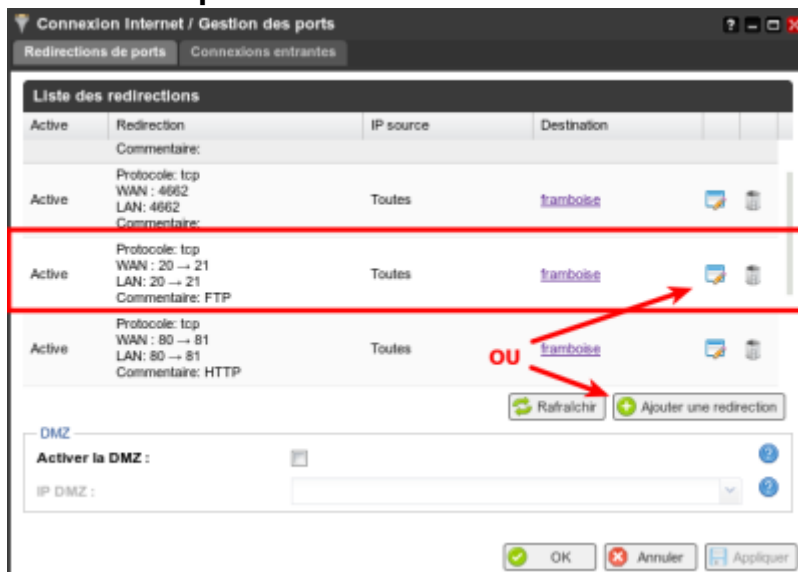 Connexion Internet / Gestion des ports
Redirections de ports Connexions entrantes
Liste des redirections
Active Redirection IP source Destination
Commentaire:
Protocole: tcp
WAN : 4662
Active Toutes framboise
LAN: 4662
Commentaire:
Protocole: tcp
WAN : 20 → 21
Active Toutes framboise
LAN: 20 → 21
Commentaire: FTP
Protocole: tcp
WAN : 80 → 81
Active Toutes framboise
LAN: 80 → 81
Commentaire: HTTP
OU
Rafraîchir Ajouter une redirection
DMZ
Activer la DMZ :
IP DMZ :
OK Annuler Appliquer